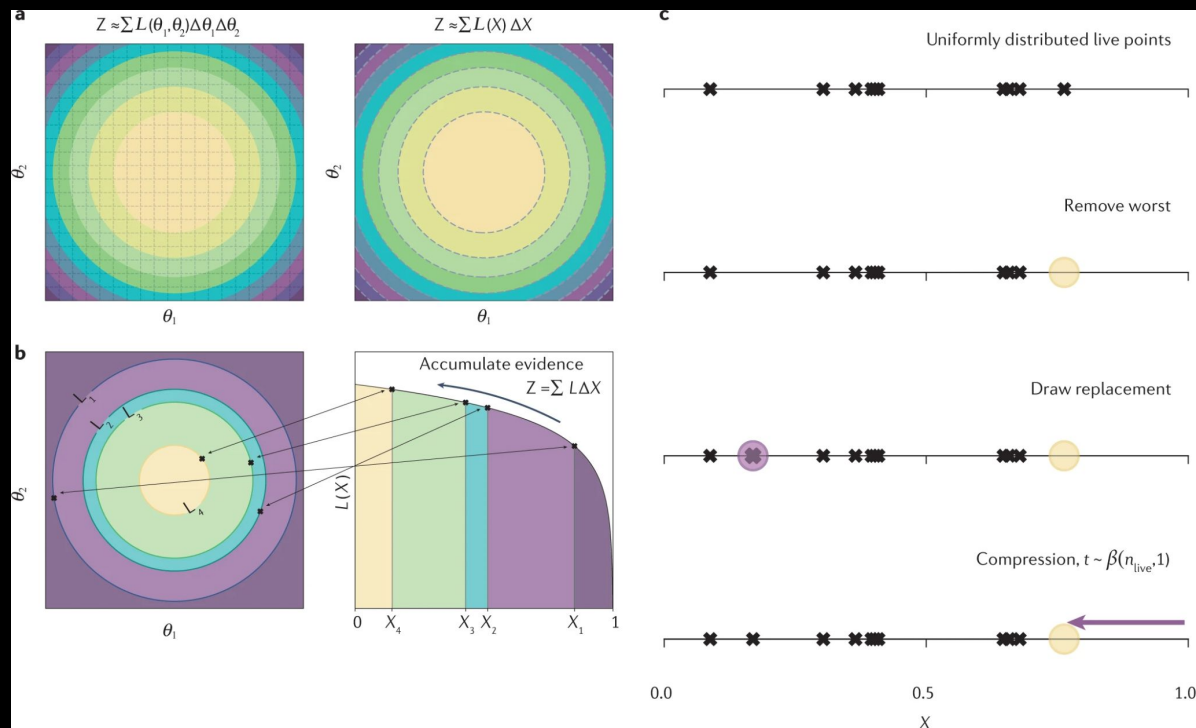 a
Z ≈ ∑ L(θ₁,θ₂)Δθ₁Δθ₂
θ₂
θ₁
Z ≈ ∑ L(X) ΔX
θ₂
θ₁
b
θ₂
L₁
L₂
L₃
L₄
θ₁
Accumulate evidence
Z = ∑ LΔX
L(X)
0 X₄ X₃ X₂ X₁ 1
c
Uniformly distributed live points
Remove worst
Draw replacement
Compression, t ~ β(n_live,1)
0.0 0.5 1.0
X